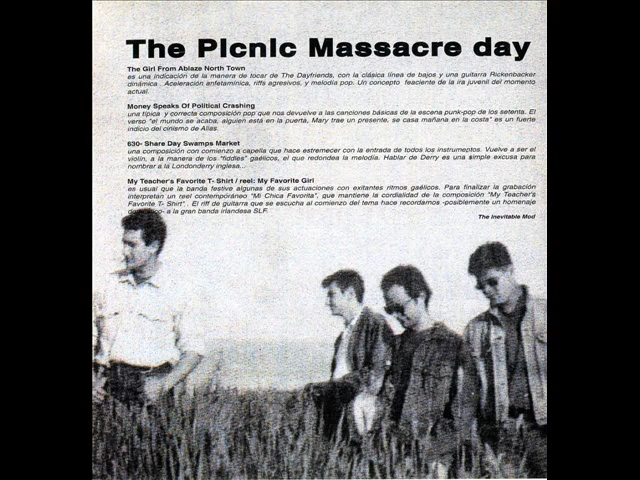 The Picnic Massacre day
The Girl From Ablaze North Town
es una indicación de la manera de tocar de The Dayfriends, con la clásica línea de bajos y una guitarra Rickenbacker
dinámica . Aceleración anfetamínica, riffs agresivos, y melodía pop. Un concepto feaciente de la ira juvenil del momento
actual.
Money Speaks Of Political Crashing
una típica y correcta composición pop que nos devuelve a las canciones básicas de la escena punk-pop de los setenta. El
verso "el mundo se acaba, alguien está en la puerta, Mary trae un presente, se casa mañana en la costa" es un fuerte
indicio del cinismo de Alias.
630- Share Day Swamps Market
una composición con comienzo a capella que hace estremecer con la entrada de todos los instrumentos. Vuelve a ser el
violín, a la manera de los "fiddles" gaélicos, el que redondea la melodía. Hablar de Derry es una simple excusa para
nombrar a la Londonderry inglesa...
My Teacher's Favorite T- Shirt / reel: My Favorite Girl
es usual que la banda festive algunas de sus actuaciones con exitantes ritmos gaélicos. Para finalizar la grabación
interpretan un reel contemporáneo "Mi Chica Favorita", que mantiene la cordialidad de la composición "My Teacher's
Favorite T- Shirt" . El riff de guitarra que se escucha al comienzo del tema hace recordarnos -posiblemente un homenaje
doméstico- a la gran banda irlandesa SLF.
The Inevitable Mod